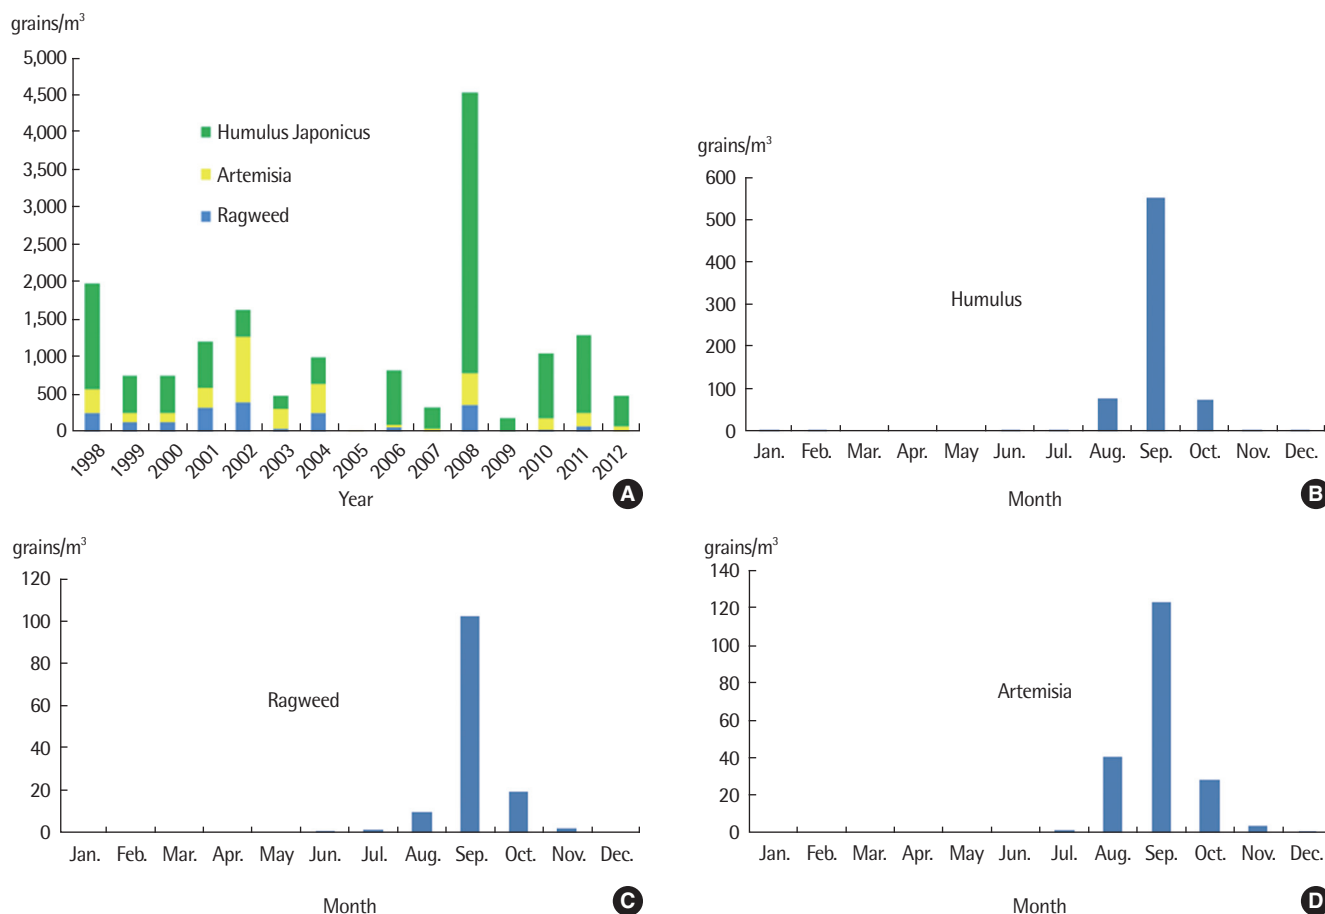 grains/m³
5,000
4,500
4,000
3,500
3,000
2,500
2,000
1,500
1,000
500
0
Humulus Japonicus
Artemisia
Ragweed
1998 1999 2000 2001 2002 2003 2004 2005 2006 2007 2008 2009 2010 2011 2012
Year
A
grains/m³
600
500
400
300
200
100
0
Humulus
Jan. Feb. Mar. Apr. May Jun. Jul. Aug. Sep. Oct. Nov. Dec.
Month
B
grains/m³
120
100
80
60
40
20
0
Ragweed
Jan. Feb. Mar. Apr. May Jun. Jul. Aug. Sep. Oct. Nov. Dec.
Month
C
grains/m³
140
120
100
80
60
40
20
0
Artemisia
Jan. Feb. Mar. Apr. May Jun. Jul. Aug. Sep. Oct. Nov. Dec.
Month
D